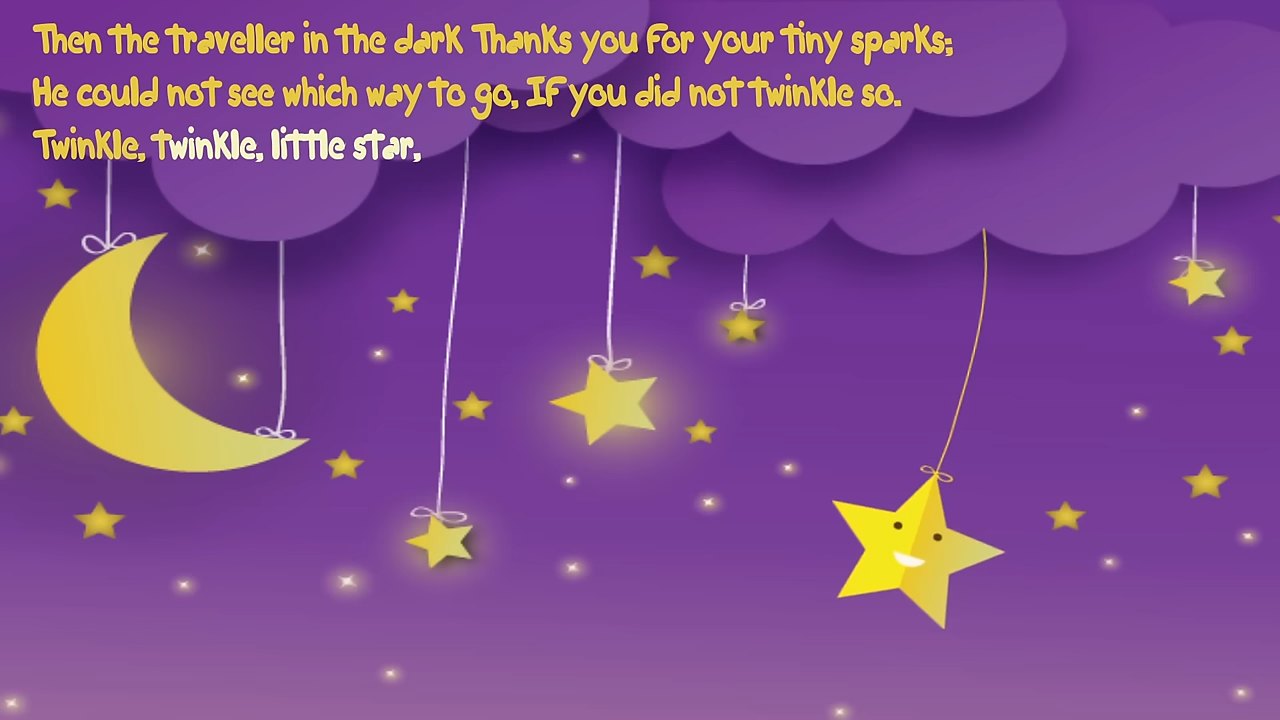 Then the traveller in the dark Thanks you for your tiny sparks;
He could not see which way to go, If you did not twinkle so.
Twinkle, twinkle, little star,